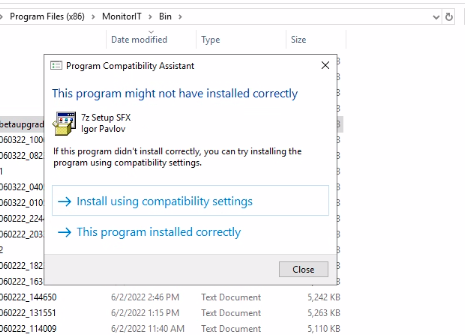 Program Files (x86) > MonitorIT > Bin >
Date modified Type Size
Program Compatibility Assistant
This program might not have installed correctly
7z Setup SFX
Igor Pavlov
If this program didn't install correctly, you can try installing the
program using compatibility settings.
Install using compatibility settings
This program installed correctly
Close
060222_144650 6/2/2022 2:46 PM Text Document 5,242 KB
060222_131551 6/2/2022 1:15 PM Text Document 5,263 KB
060222_114009 6/2/2022 11:40 AM Text Document 5,110 KB